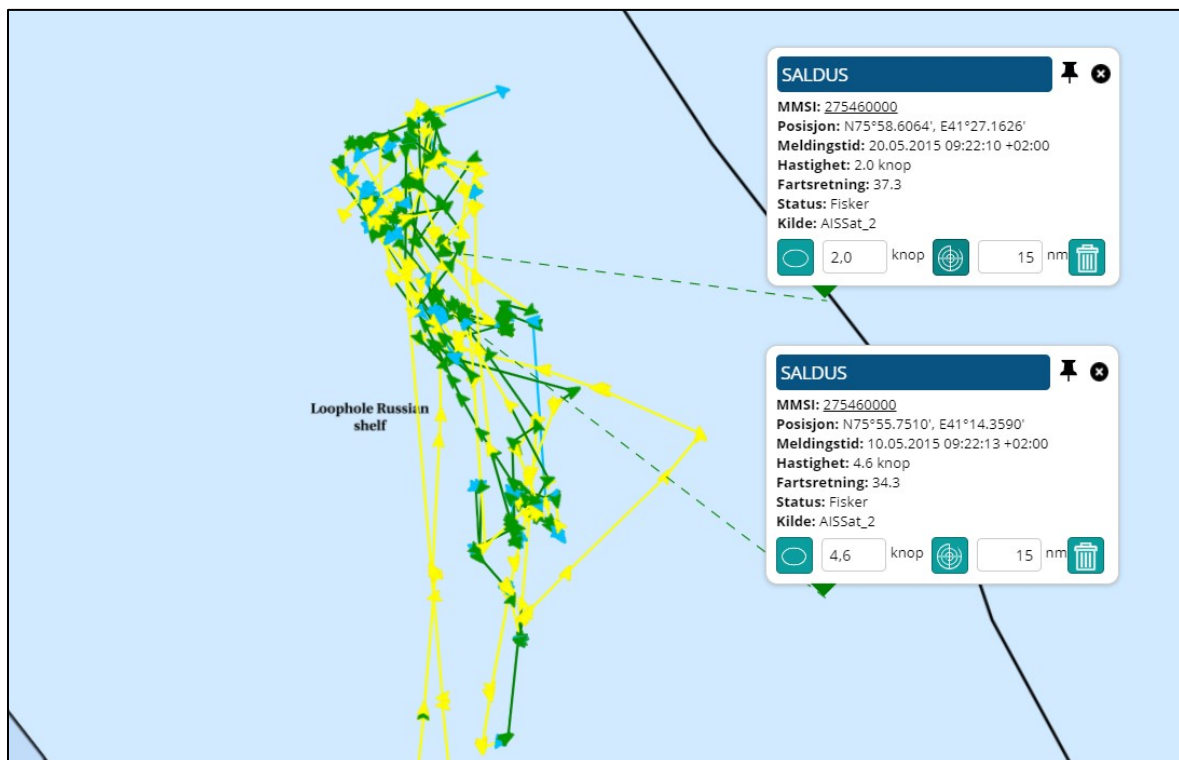 SALDUS
MMSI: 275460000
Posisjon: N75°58.6064', E41°27.1626'
Meldingstid: 20.05.2015 09:22:10 +02:00
Hastighet: 2.0 knop
Fartsretning: 37.3
Status: Fisker
Kilde: AISSat_2
2,0 knop 15 nm
Loophole Russian
shelf
SALDUS
MMSI: 275460000
Posisjon: N75°55.7510', E41°14.3590'
Meldingstid: 10.05.2015 09:22:13 +02:00
Hastighet: 4.6 knop
Fartsretning: 34.3
Status: Fisker
Kilde: AISSat_2
4,6 knop 15 nm